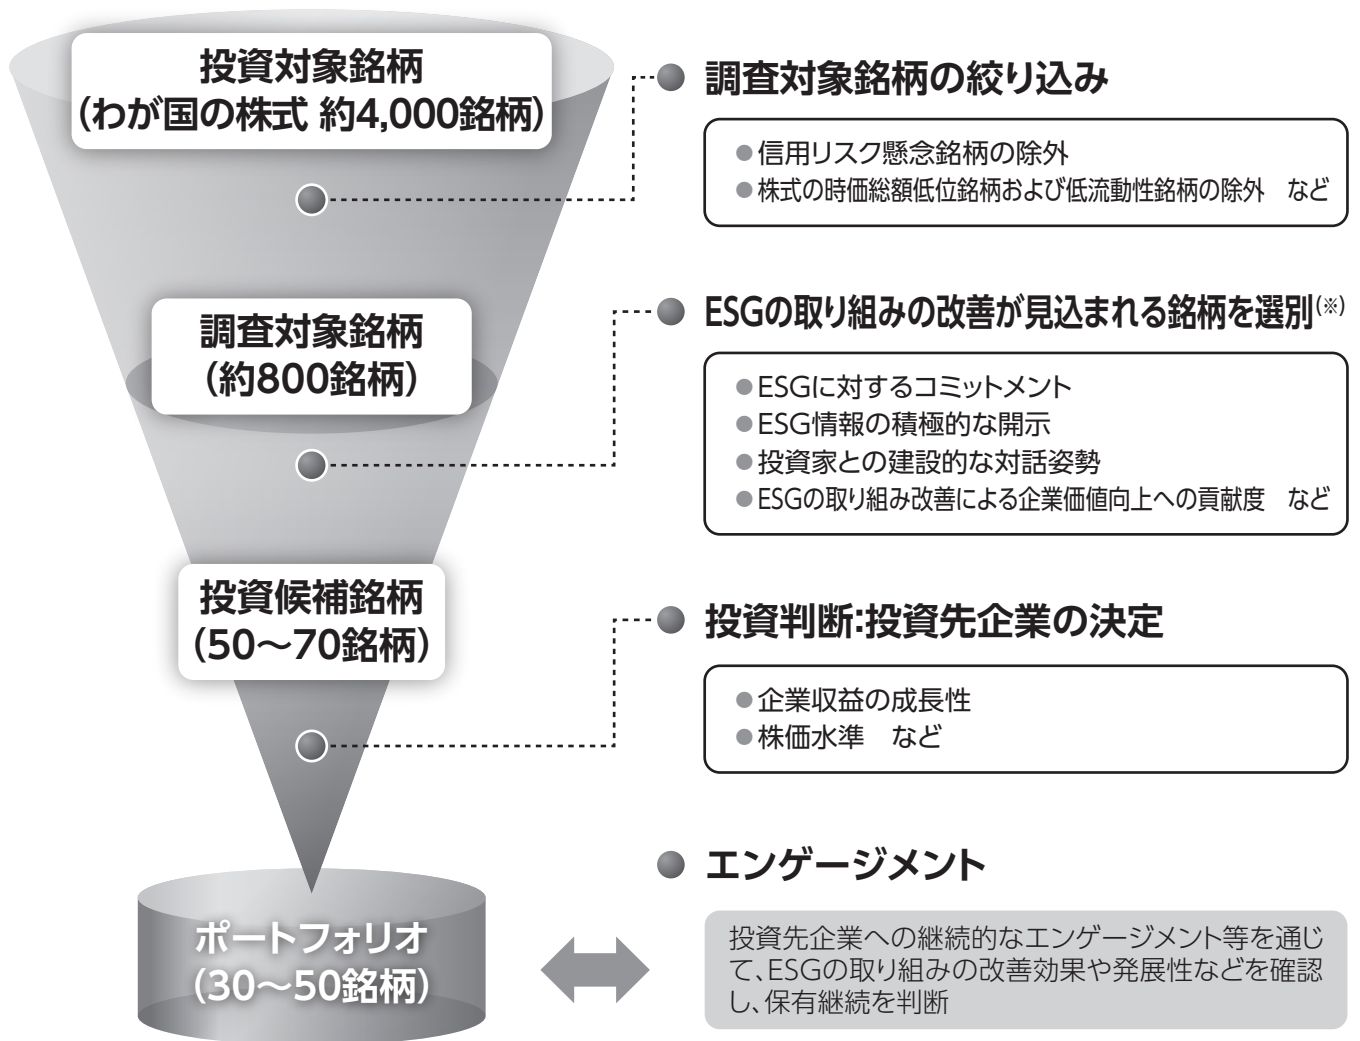 投資対象銘柄
(わが国の株式 約4,000銘柄)
調査対象銘柄の絞り込み
●信用リスク懸念銘柄の除外
●株式の時価総額低位銘柄および低流動性銘柄の除外　など
調査対象銘柄
(約800銘柄)
ESGの取り組みの改善が見込まれる銘柄を選別(※)
●ESGに対するコミットメント
●ESG情報の積極的な開示
●投資家との建設的な対話姿勢
●ESGの取り組み改善による企業価値向上への貢献度　など
投資候補銘柄
(50〜70銘柄)
投資判断:投資先企業の決定
●企業収益の成長性
●株価水準　など
ポートフォリオ
(30〜50銘柄)
エンゲージメント
投資先企業への継続的なエンゲージメント等を通じ
て、ESGの取り組みの改善効果や発展性などを確認
し、保有継続を判断